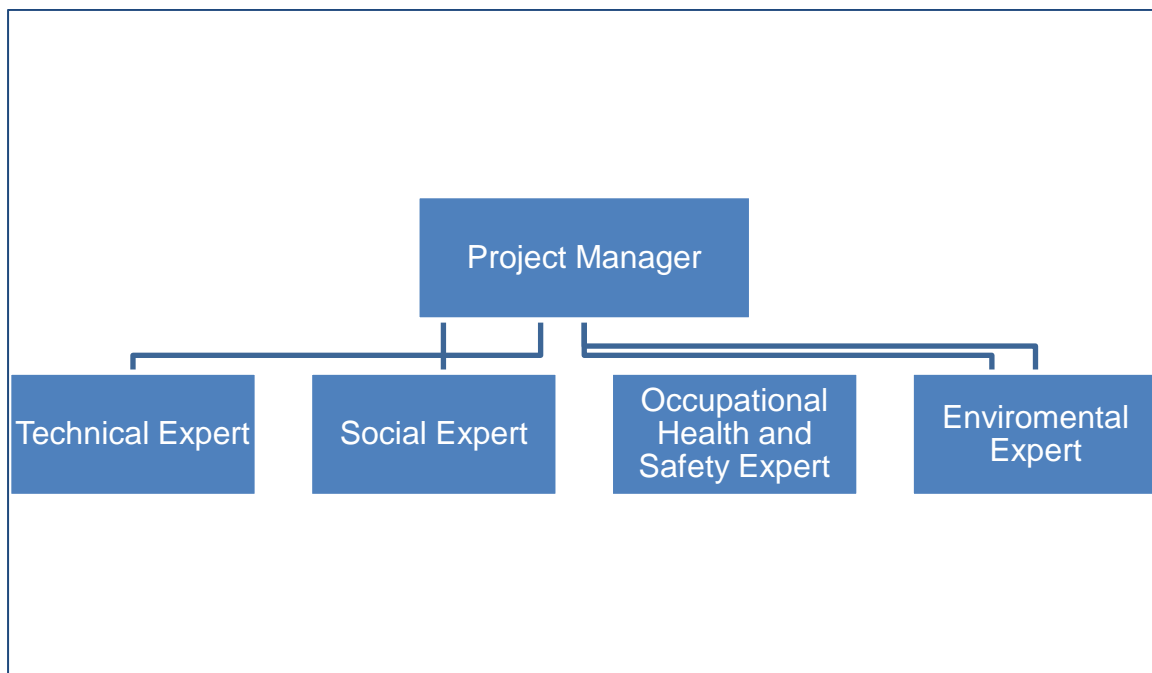 Project Manager
Technical Expert
Social Expert
Occupational
Health and
Safety Expert
Enviromental
Expert